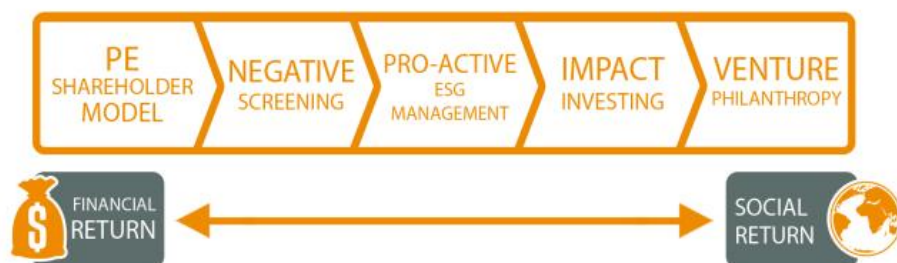 PE
SHAREHOLDER
MODEL
NEGATIVE
SCREENING
PRO-ACTIVE
ESG
MANAGEMENT
IMPACT
INVESTING
VENTURE
PHILANTHROPY
$
FINANCIAL
RETURN
SOCIAL
RETURN